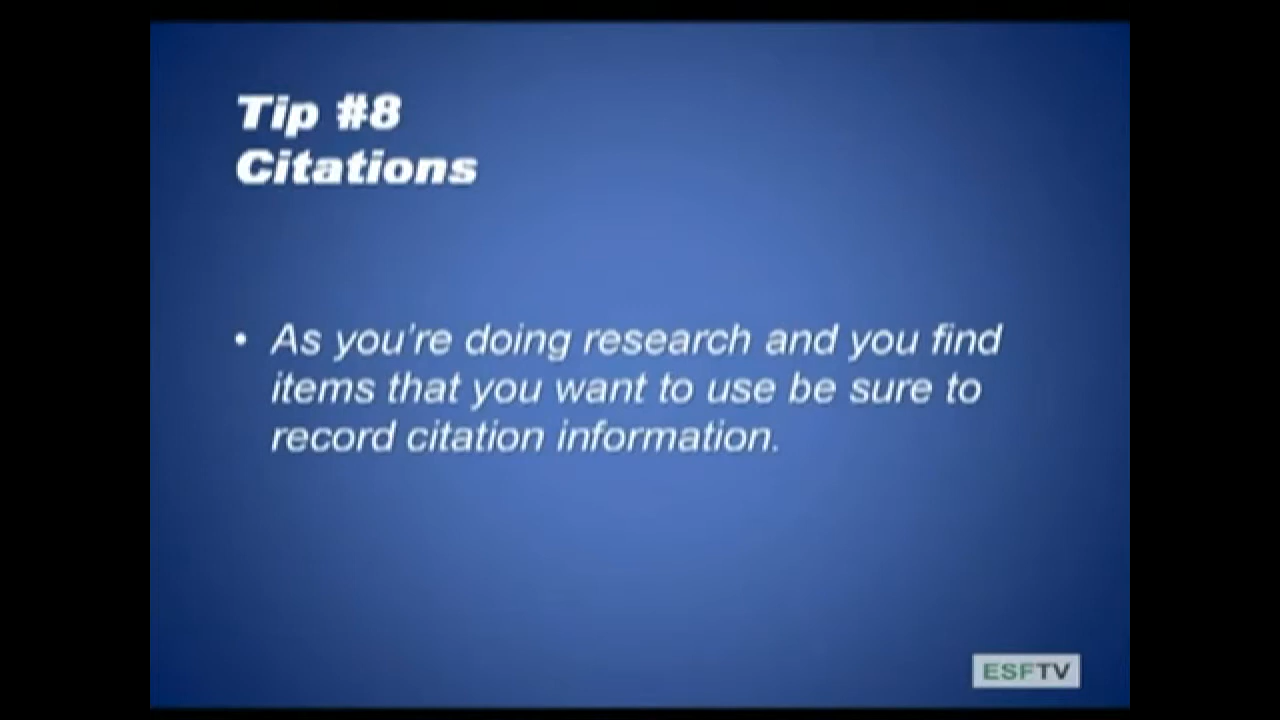 Tip #8
Citations
• As you're doing research and you find
items that you want to use be sure to
record citation information.
ESFTV